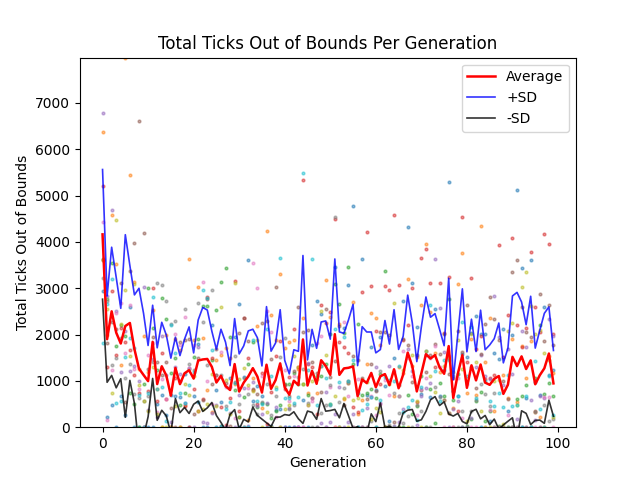 Total Ticks Out of Bounds Per Generation
Average
+SD
-SD
7000
6000
5000
4000
3000
2000
1000
0
Total Ticks Out of Bounds
0 20 40 60 80 100
Generation